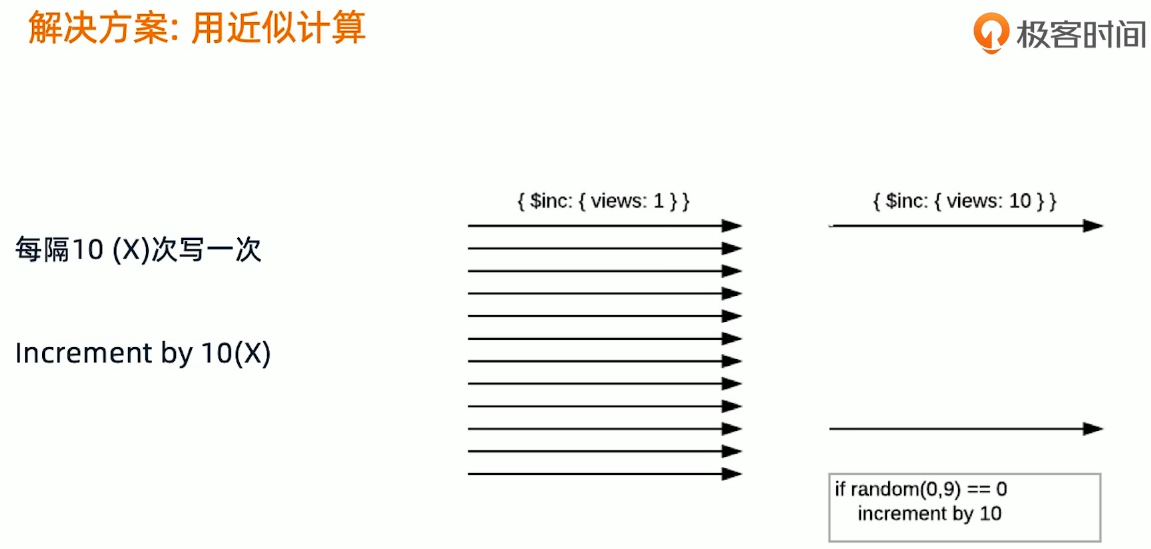 解决方案: 用近似计算
极客时间
{ $inc: { views: 1 } }
{ $inc: { views: 10 } }
每隔10 (X)次写一次
Increment by 10(X)
if random(0,9) == 0
increment by 10